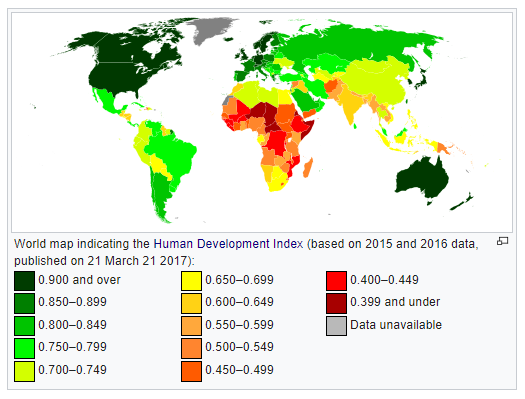 World map indicating the Human Development Index (based on 2015 and 2016 data,
published on 21 March 21 2017):
0.900 and over
0.850–0.899
0.800–0.849
0.750–0.799
0.700–0.749
0.650–0.699
0.600–0.649
0.550–0.599
0.500–0.549
0.450–0.499
0.400–0.449
0.399 and under
Data unavailable